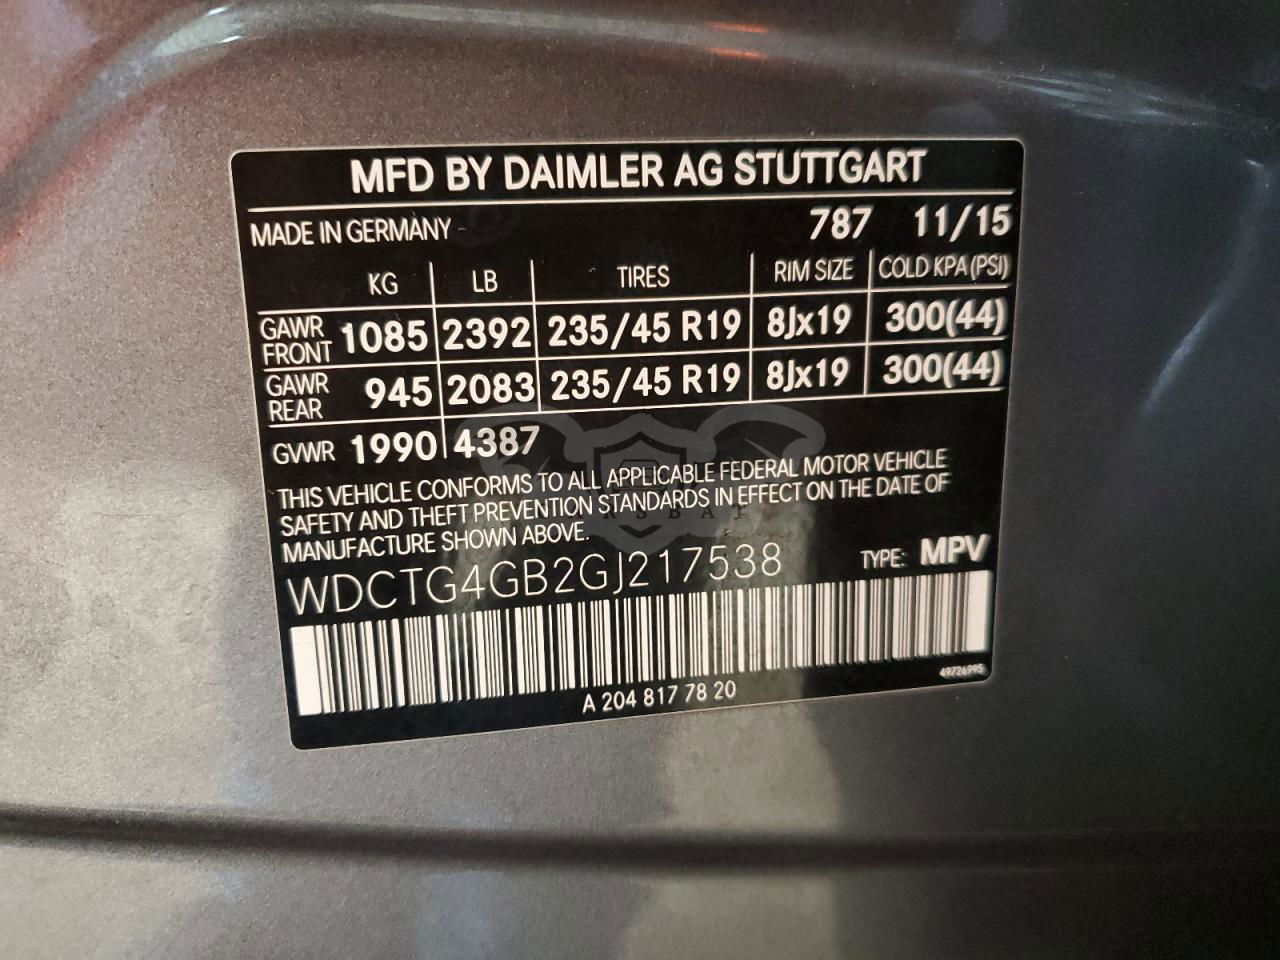 MFD BY DAIMLER AG STUTTGART
MADE IN GERMANY 787 11/15
KG LB TIRES RIM SIZE COLD KPA (PSI)
GAWR FRONT 1085 2392 235/45 R19 8Jx19 300(44)
GAWR REAR 945 2083 235/45 R19 8Jx19 300(44)
GVWR 1990 4387
THIS VEHICLE CONFORMS TO ALL APPLICABLE FEDERAL MOTOR VEHICLE
SAFETY AND THEFT PREVENTION STANDARDS IN EFFECT ON THE DATE OF
MANUFACTURE SHOWN ABOVE.
WDCTG4GB2GJ217538 TYPE: MPV
49726995
A 204 817 78 20